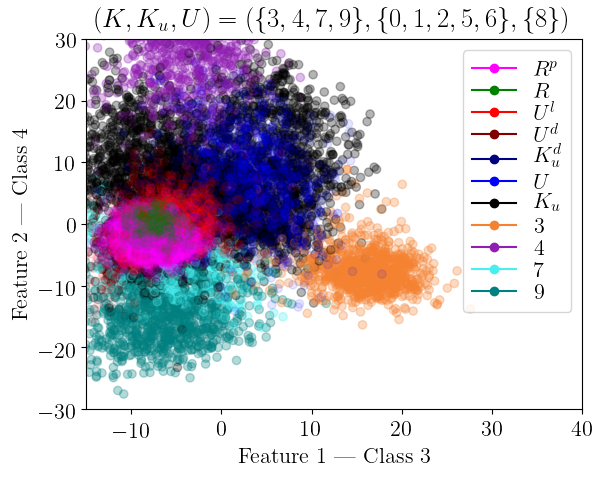 (K, K_u, U) = ({3, 4, 7, 9}, {0, 1, 2, 5, 6}, {8})
30
20
10
0
−10
−20
−30
−10
0
10
20
30
40
Feature 2 — Class 4
Feature 1 — Class 3
R^p
R
U^l
U^d
K_u^d
U
K_u
3
4
7
9